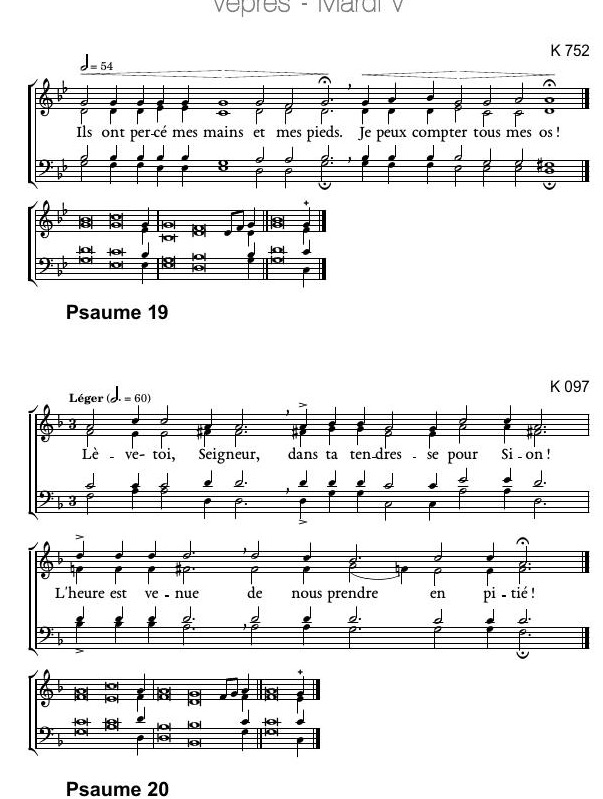 Vêpres - Mardi V
K 752
= 54
Ils ont per-cé mes mains et mes pieds. Je peux compter tous mes os !
Psaume 19
K 097
Léger ( = 60)
Lè - ve- toi, Seigneur, dans ta ten-dres - se pour Si - on !
L'heure est ve - nue de nous prendre en pi - tié !
Psaume 20